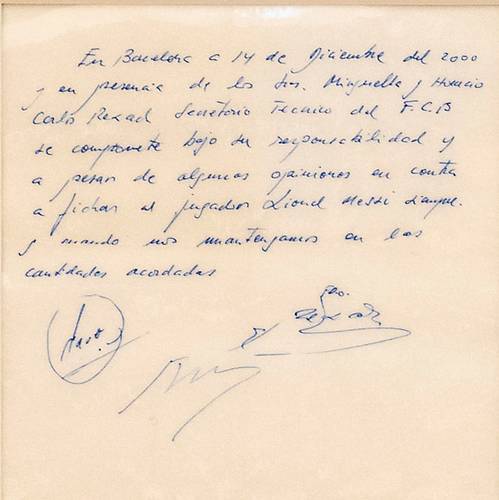 En Barcelona a 14 de Diciembre del 2000
y en presencia de los Srs. Minguella y Horacio
Carlos Rexach Secretario Tecnico del F.C.B
se compromete bajo su responsabilidad y
a pesar de algunas opiniones en contra
a fichar al jugador Lionel Messi siempre
y cuando nos mantengamos en las
cantidades acordadas